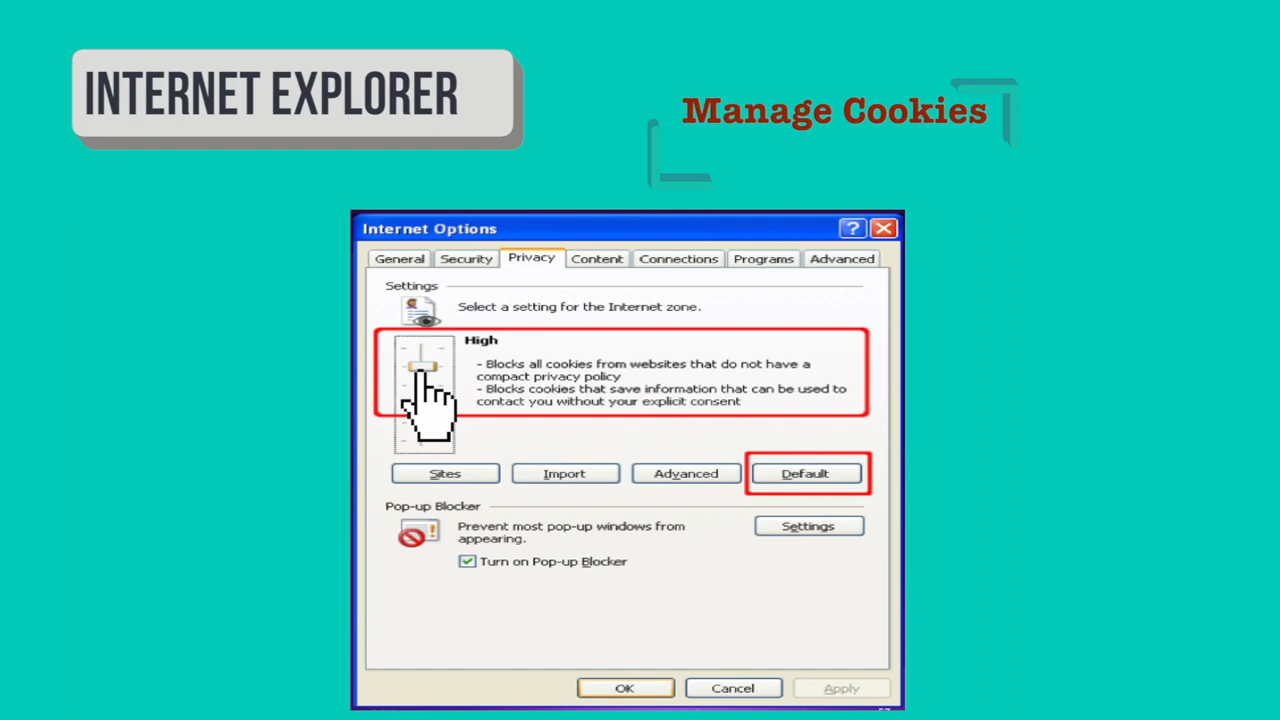 INTERNET EXPLORER
Manage Cookies
Internet Options
?
General Security Privacy Content Connections Programs Advanced
Settings
Select a setting for the Internet zone.
High
- Blocks all cookies from websites that do not have a
compact privacy policy
- Blocks cookies that save information that can be used to
contact you without your explicit consent
Sites Import Advanced Default
Pop-up Blocker
Prevent most pop-up windows from
appearing.
Settings
Turn on Pop-up Blocker
OK Cancel Apply